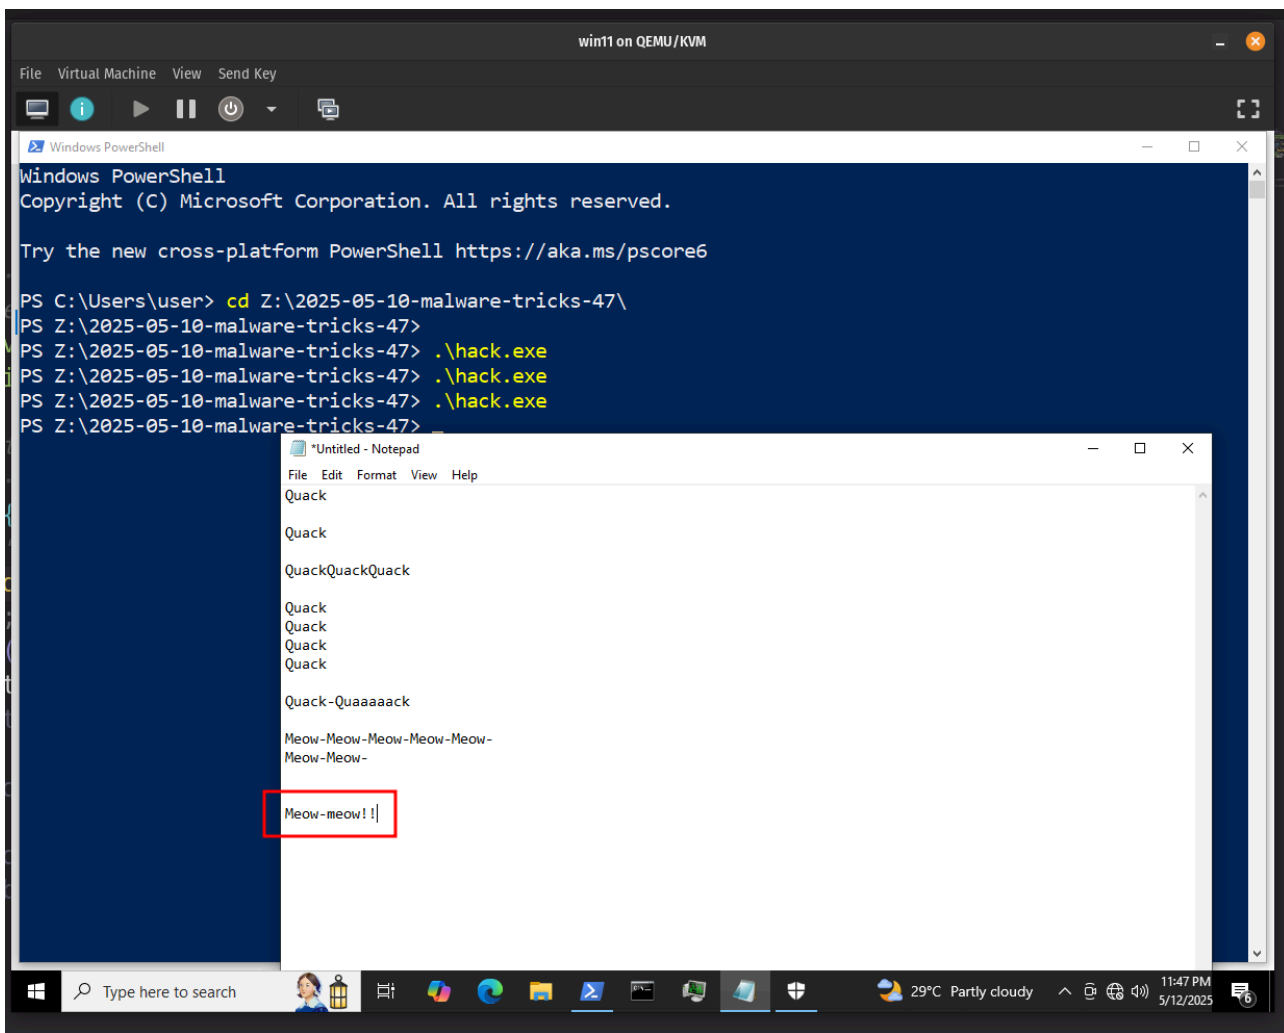 win11 on QEMU/KVM
File Virtual Machine View Send Key
Windows PowerShell
Windows PowerShell
Copyright (C) Microsoft Corporation. All rights reserved.
Try the new cross-platform PowerShell https://aka.ms/pscore6
PS C:\Users\user> cd Z:\2025-05-10-malware-tricks-47\
PS Z:\2025-05-10-malware-tricks-47>
PS Z:\2025-05-10-malware-tricks-47> .\hack.exe
PS Z:\2025-05-10-malware-tricks-47> .\hack.exe
PS Z:\2025-05-10-malware-tricks-47> .\hack.exe
PS Z:\2025-05-10-malware-tricks-47> _
*Untitled - Notepad
File Edit Format View Help
Quack
Quack
QuackQuackQuack
Quack
Quack
Quack
Quack
Quack-Quaaaaack
Meow-Meow-Meow-Meow-Meow-
Meow-Meow-
Meow-meow!!
Type here to search
29°C Partly cloudy
11:47 PM
5/12/2025
6